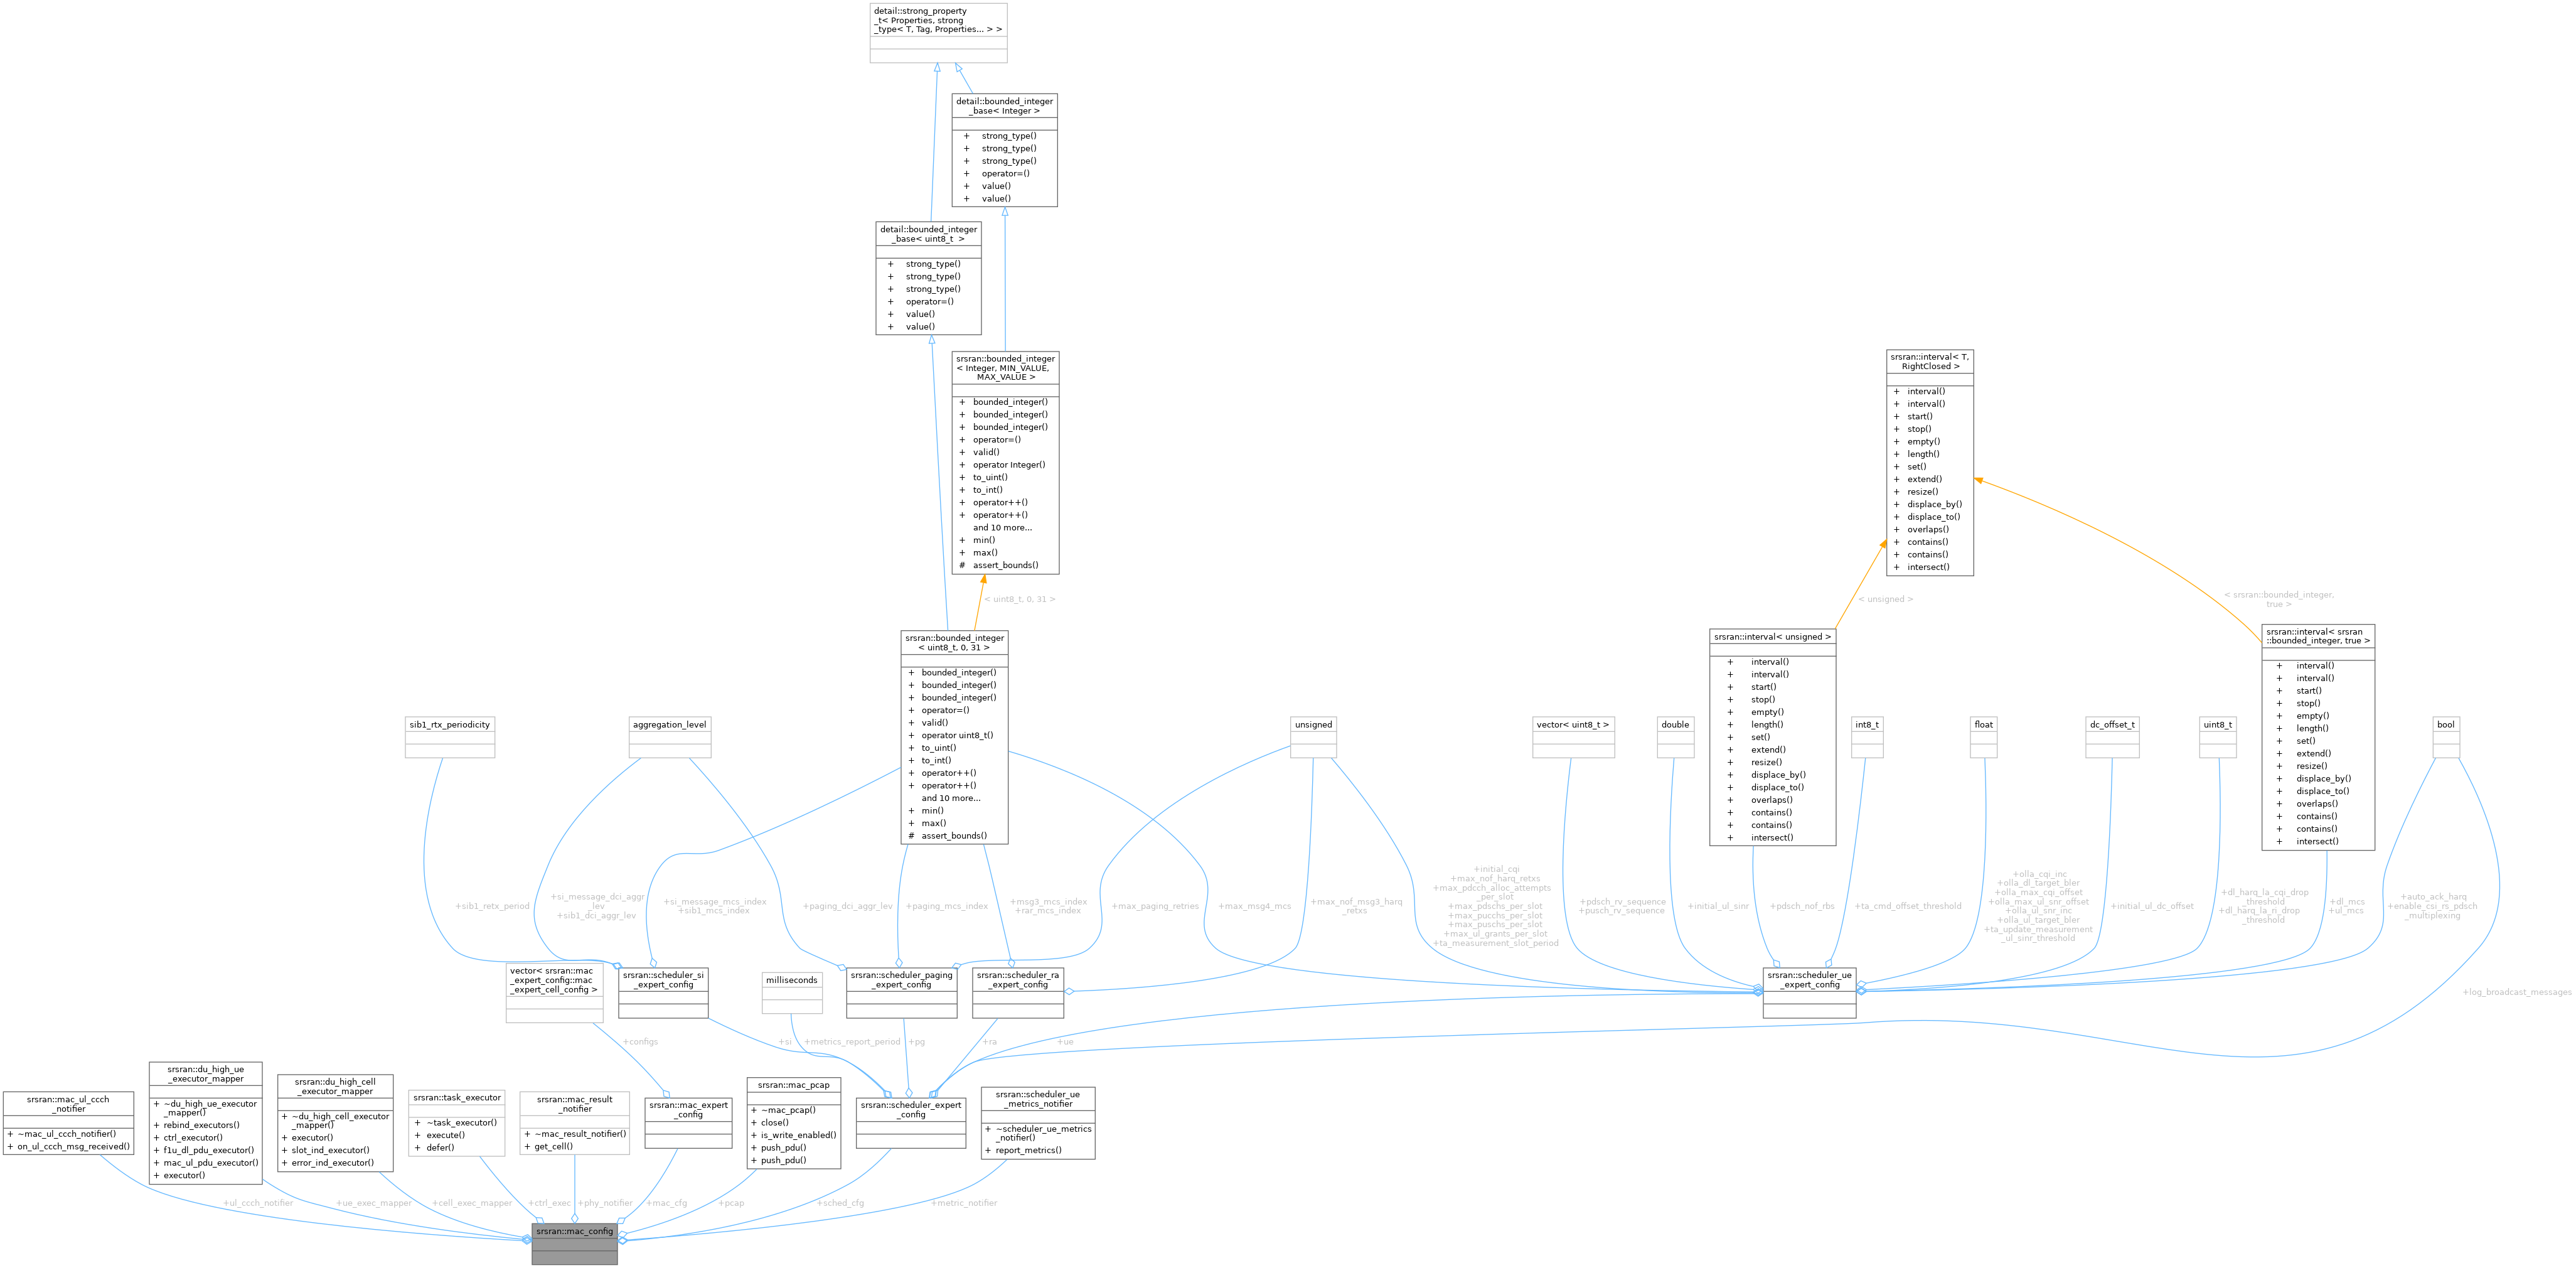 detail::strong_property
_t< Properties, strong
_type< T, Tag, Properties... > >
detail::bounded_integer
_base< Integer >
+ strong_type()
+ strong_type()
+ strong_type()
+ operator=()
+ value()
+ value()
detail::bounded_integer
_base< uint8_t >
+ strong_type()
+ strong_type()
+ strong_type()
+ operator=()
+ value()
+ value()
srsran::bounded_integer
< Integer, MIN_VALUE,
MAX_VALUE >
+ bounded_integer()
+ bounded_integer()
+ bounded_integer()
+ operator=()
+ valid()
+ operator Integer()
+ to_uint()
+ to_int()
+ operator++()
+ operator++()
and 10 more...
+ min()
+ max()
# assert_bounds()
srsran::interval< T,
RightClosed >
+ interval()
+ interval()
+ start()
+ stop()
+ empty()
+ length()
+ set()
+ extend()
+ resize()
+ displace_by()
+ displace_to()
+ overlaps()
+ contains()
+ contains()
+ intersect()
< uint8_t, 0, 31 >
< unsigned >
< srsran::bounded_integer,
true >
srsran::bounded_integer
< uint8_t, 0, 31 >
+ bounded_integer()
+ bounded_integer()
+ bounded_integer()
+ operator=()
+ valid()
+ operator uint8_t()
+ to_uint()
+ to_int()
+ operator++()
+ operator++()
and 10 more...
+ min()
+ max()
# assert_bounds()
srsran::interval< unsigned >
+ interval()
+ interval()
+ start()
+ stop()
+ empty()
+ length()
+ set()
+ extend()
+ resize()
+ displace_by()
+ displace_to()
+ overlaps()
+ contains()
+ contains()
+ intersect()
srsran::interval< srsran
::bounded_integer, true >
+ interval()
+ interval()
+ start()
+ stop()
+ empty()
+ length()
+ set()
+ extend()
+ resize()
+ displace_by()
+ displace_to()
+ overlaps()
+ contains()
+ contains()
+ intersect()
sib1_rtx_periodicity
aggregation_level
unsigned
vector< uint8_t >
double
int8_t
float
dc_offset_t
uint8_t
bool
+sib1_retx_period
+si_message_dci_aggr
_lev
+sib1_dci_aggr_lev
+si_message_mcs_index
+sib1_mcs_index
+paging_dci_aggr_lev
+paging_mcs_index
+msg3_mcs_index
+rar_mcs_index
+max_paging_retries
+max_msg4_mcs
+max_nof_msg3_harq
_retxs
+initial_cqi
+max_nof_harq_retxs
+max_pdcch_alloc_attempts
_per_slot
+max_pdschs_per_slot
+max_pucchs_per_slot
+max_puschs_per_slot
+max_ul_grants_per_slot
+ta_measurement_slot_period
+pdsch_rv_sequence
+pusch_rv_sequence
+initial_ul_sinr
+pdsch_nof_rbs
+ta_cmd_offset_threshold
+olla_cqi_inc
+olla_dl_target_bler
+olla_max_cqi_offset
+olla_max_ul_snr_offset
+olla_ul_snr_inc
+olla_ul_target_bler
+ta_update_measurement
_ul_sinr_threshold
+initial_ul_dc_offset
+dl_harq_la_cqi_drop
_threshold
+dl_harq_la_ri_drop
_threshold
+dl_mcs
+ul_mcs
+auto_ack_harq
+enable_csi_rs_pdsch
_multiplexing
+log_broadcast_messages
vector< srsran::mac
_expert_config::mac
_expert_cell_config >
srsran::scheduler_si
_expert_config
milliseconds
srsran::scheduler_paging
_expert_config
srsran::scheduler_ra
_expert_config
srsran::scheduler_ue
_expert_config
+configs
+si
+metrics_report_period
+pg
+ra
+ue
srsran::mac_ul_ccch
_notifier
+ ~mac_ul_ccch_notifier()
+ on_ul_ccch_msg_received()
srsran::du_high_ue
_executor_mapper
+ ~du_high_ue_executor
_mapper()
+ rebind_executors()
+ ctrl_executor()
+ f1u_dl_pdu_executor()
+ mac_ul_pdu_executor()
+ executor()
srsran::du_high_cell
_executor_mapper
+ ~du_high_cell_executor
_mapper()
+ executor()
+ slot_ind_executor()
+ error_ind_executor()
srsran::task_executor
+ ~task_executor()
+ execute()
+ defer()
srsran::mac_result
_notifier
+ ~mac_result_notifier()
+ get_cell()
srsran::mac_expert
_config
srsran::mac_pcap
+ ~mac_pcap()
+ close()
+ is_write_enabled()
+ push_pdu()
+ push_pdu()
srsran::scheduler_expert
_config
srsran::scheduler_ue
_metrics_notifier
+ ~scheduler_ue_metrics
_notifier()
+ report_metrics()
+ul_ccch_notifier
+ue_exec_mapper
+cell_exec_mapper
+ctrl_exec
+phy_notifier
+mac_cfg
+pcap
+sched_cfg
+metric_notifier
srsran::mac_config